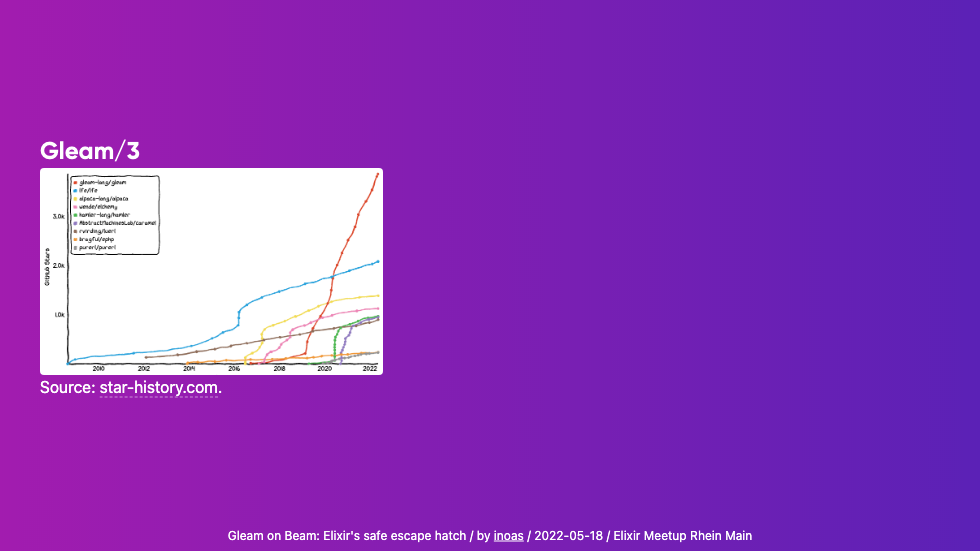 Gleam/3
gleam-lang/gleam
lfe/lfe
alpaca-lang/alpaca
wende/elchemy
hamler-lang/hamler
AbstractMachinesLab/caramel
rvirding/luerl
bragful/ephp
purerl/purerl
GitHub Stars
3.0k
2.0k
1.0k
2010 2012 2014 2016 2018 2020 2022
Source: star-history.com.
Gleam on Beam: Elixir's safe escape hatch / by inoas / 2022-05-18 / Elixir Meetup Rhein Main